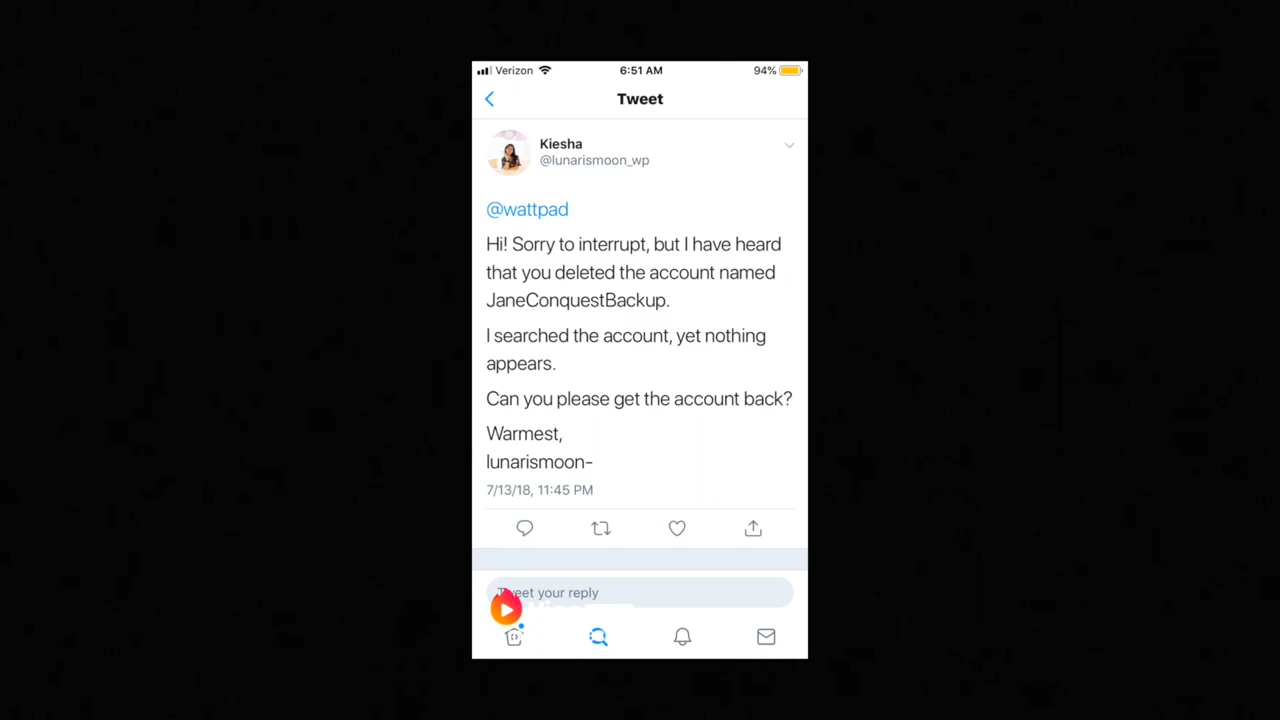 Verizon 6:51 AM 94%
Tweet
Kiesha
@lunarismoon_wp
@wattpad
Hi! Sorry to interrupt, but I have heard
that you deleted the account named
JaneConquestBackup.
I searched the account, yet nothing
appears.
Can you please get the account back?
Warmest,
lunarismoon-
7/13/18, 11:45 PM
Tweet your reply